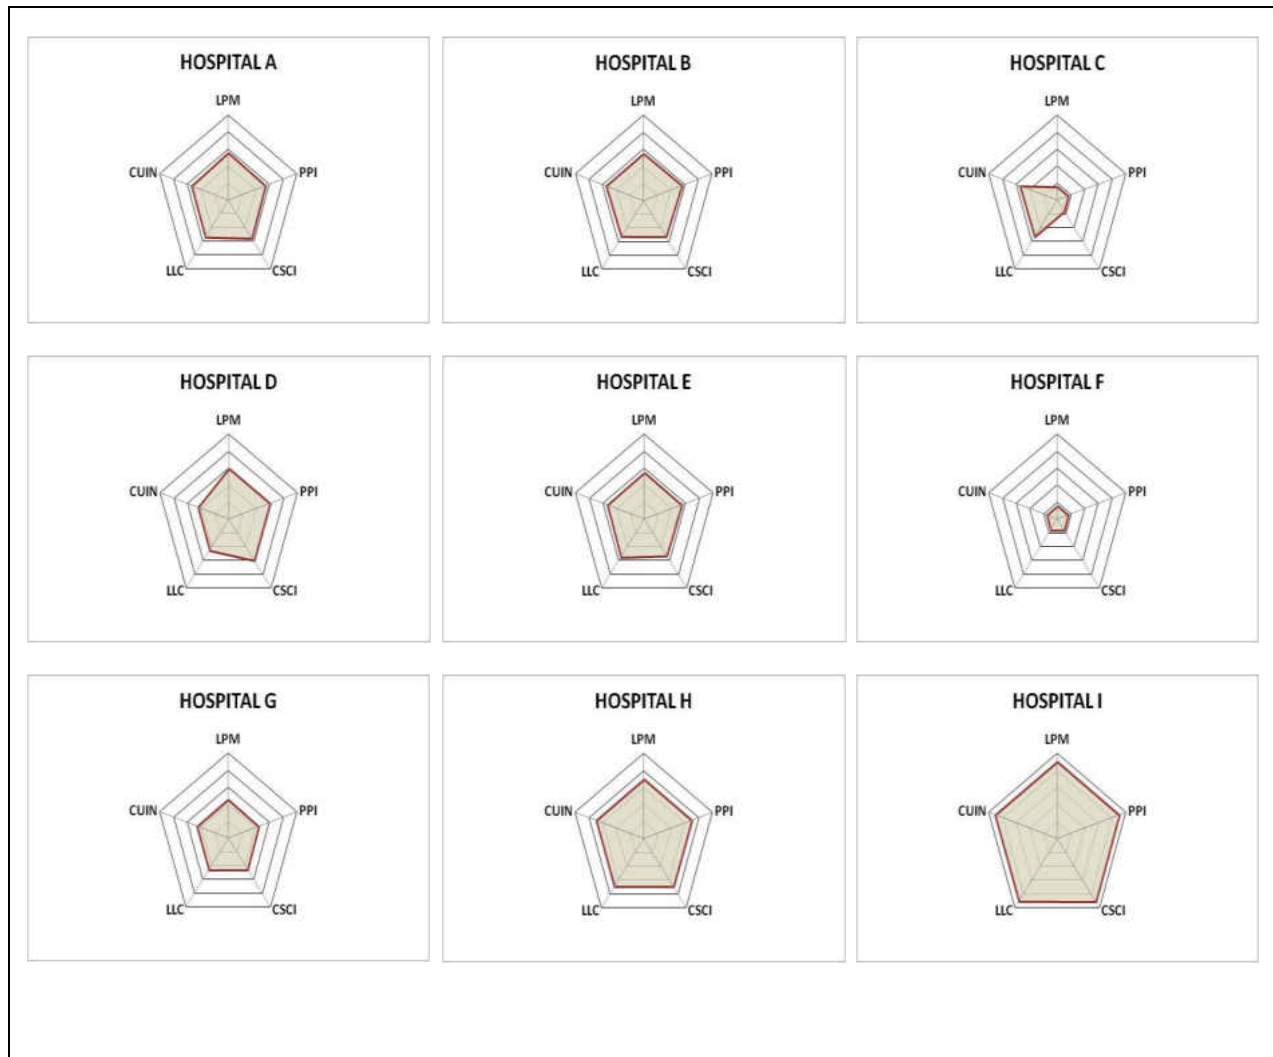 HOSPITAL A
LPM
CUIN
PPI
LLC
CSCI
HOSPITAL B
LPM
CUIN
PPI
LLC
CSCI
HOSPITAL C
LPM
CUIN
PPI
LLC
CSCI
HOSPITAL D
LPM
CUIN
PPI
LLC
CSCI
HOSPITAL E
LPM
CUIN
PPI
LLC
CSCI
HOSPITAL F
LPM
CUIN
PPI
LLC
CSCI
HOSPITAL G
LPM
CUIN
PPI
LLC
CSCI
HOSPITAL H
LPM
CUIN
PPI
LLC
CSCI
HOSPITAL I
LPM
CUIN
PPI
LLC
CSCI